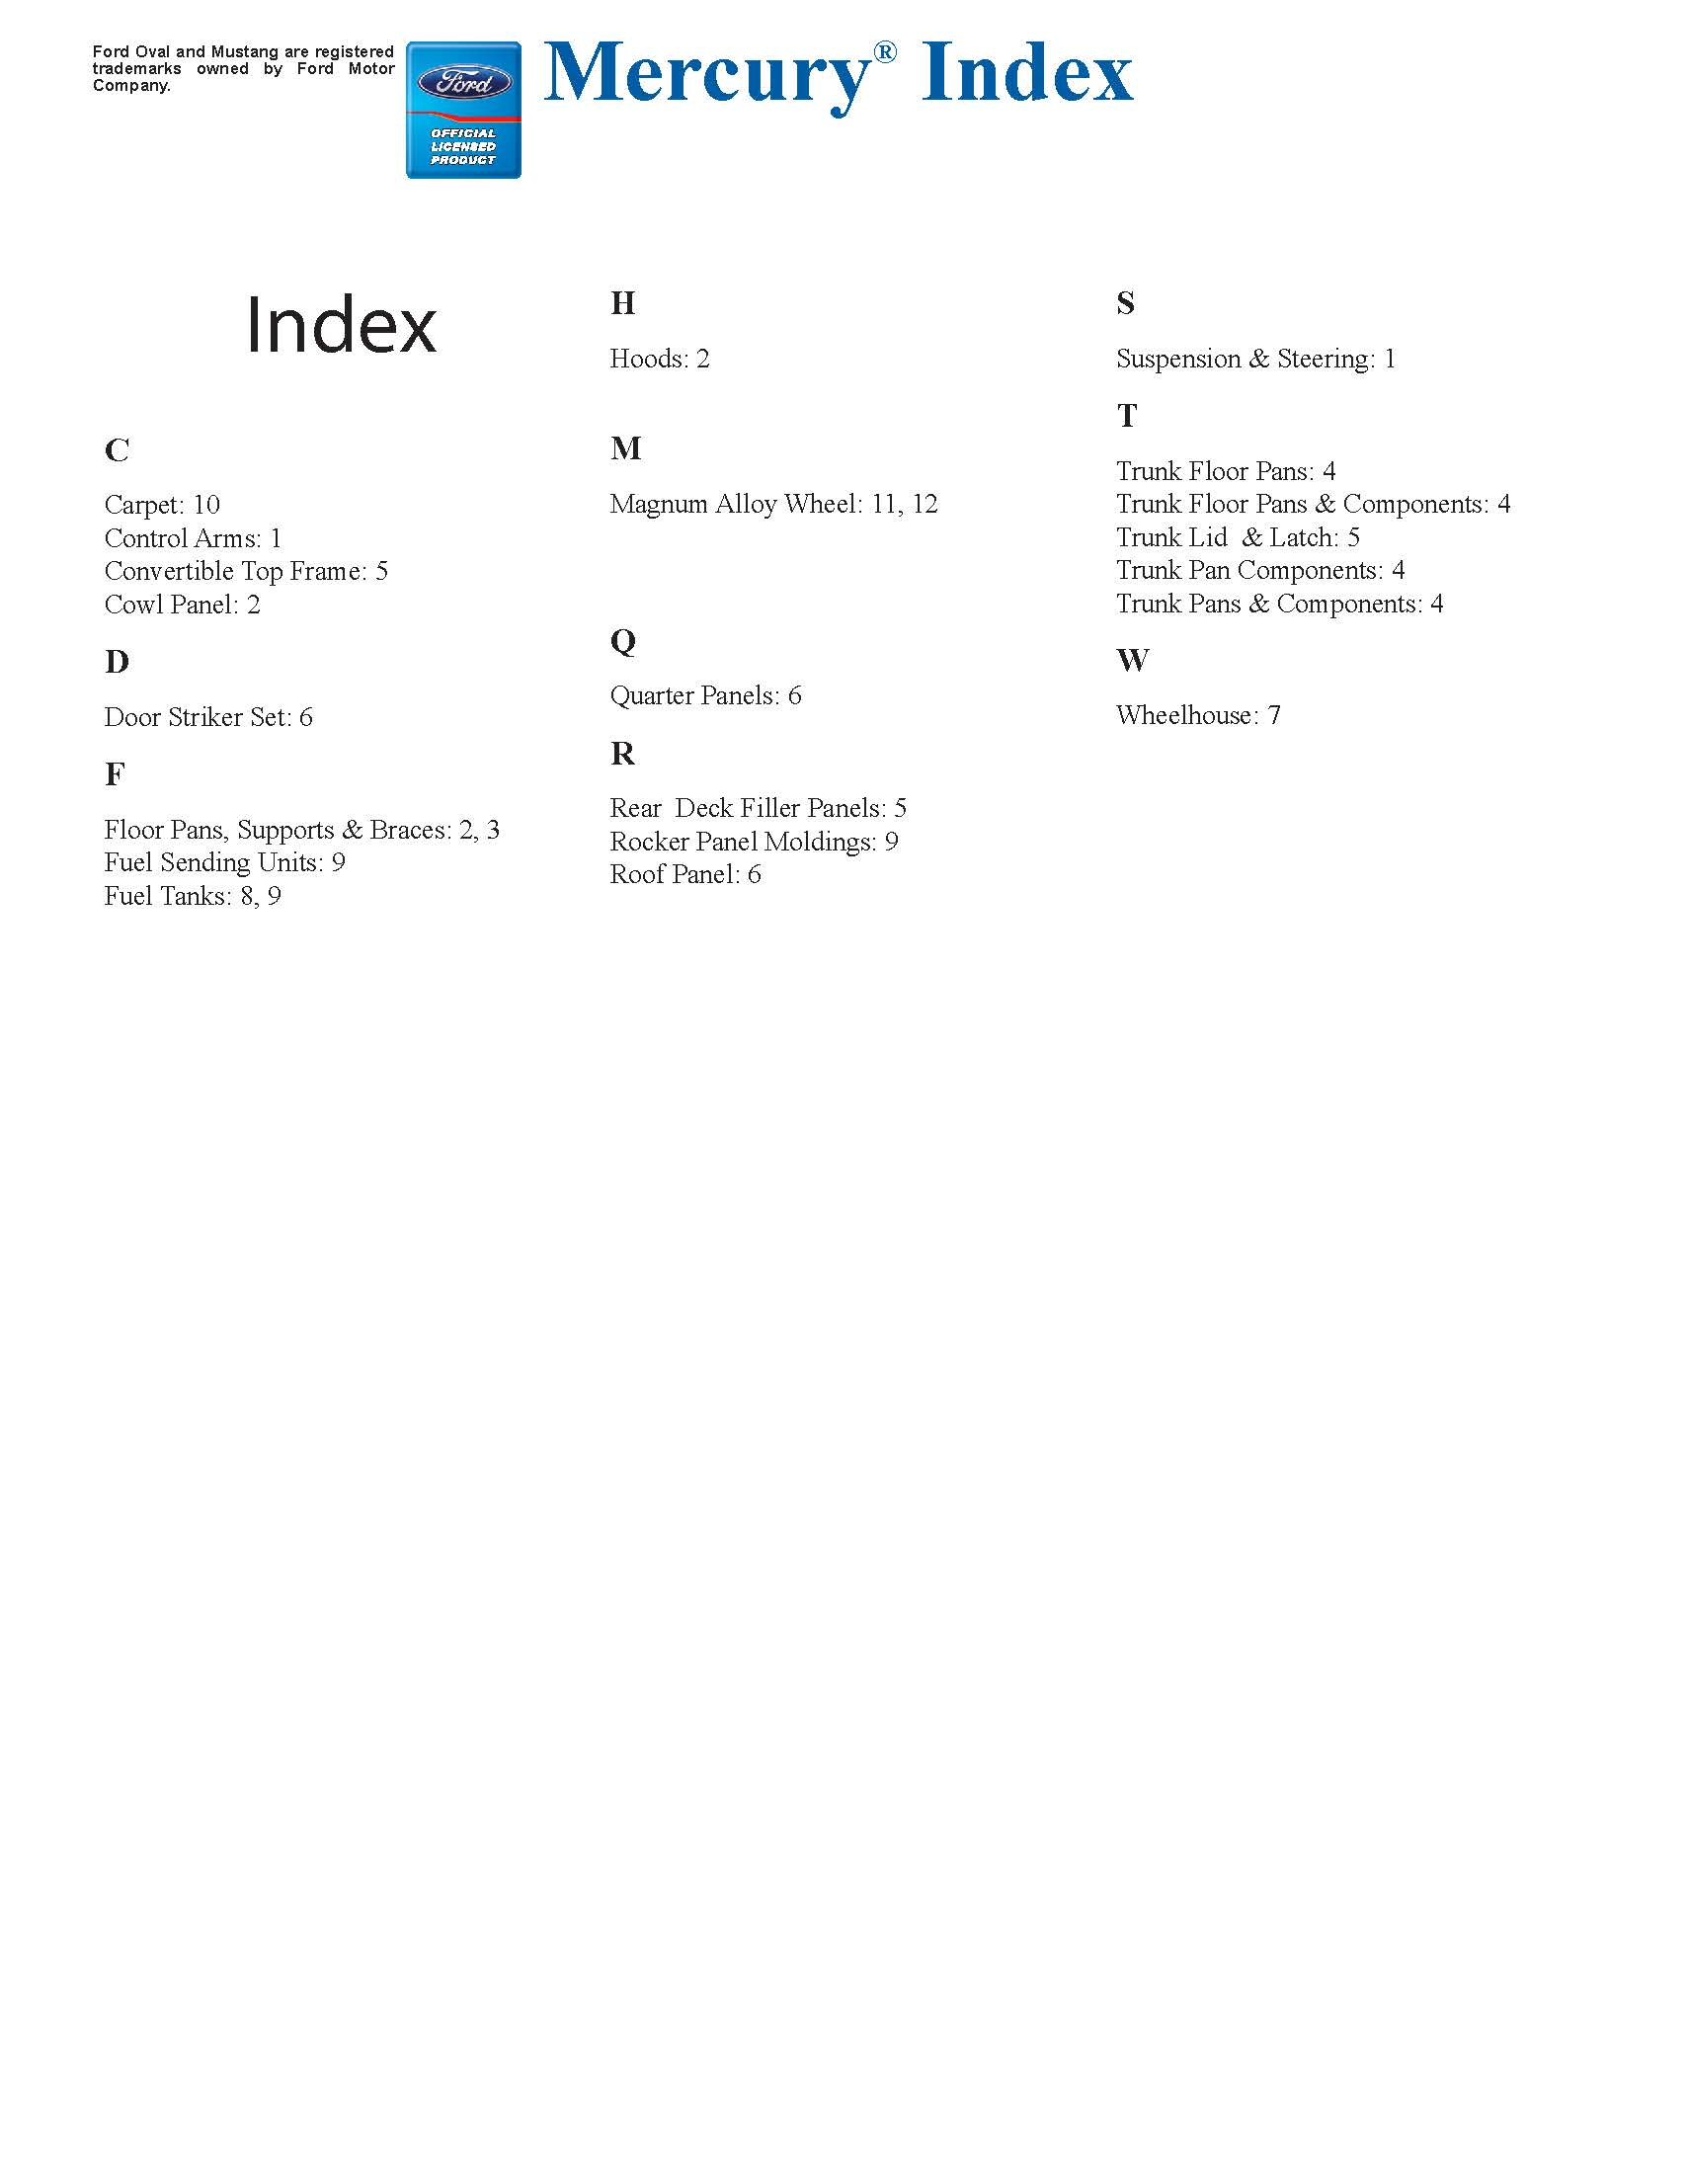 Ford Oval and Mustang are registered
trademarks owned by Ford Motor
Company.
Ford
OFFICIAL
LICENSED
PRODUCT
Mercury® Index
Index
C
Carpet: 10
Control Arms: 1
Convertible Top Frame: 5
Cowl Panel: 2
D
Door Striker Set: 6
F
Floor Pans, Supports & Braces: 2, 3
Fuel Sending Units: 9
Fuel Tanks: 8, 9
H
Hoods: 2
M
Magnum Alloy Wheel: 11, 12
Q
Quarter Panels: 6
R
Rear Deck Filler Panels: 5
Rocker Panel Moldings: 9
Roof Panel: 6
S
Suspension & Steering: 1
T
Trunk Floor Pans: 4
Trunk Floor Pans & Components: 4
Trunk Lid & Latch: 5
Trunk Pan Components: 4
Trunk Pans & Components: 4
W
Wheelhouse: 7